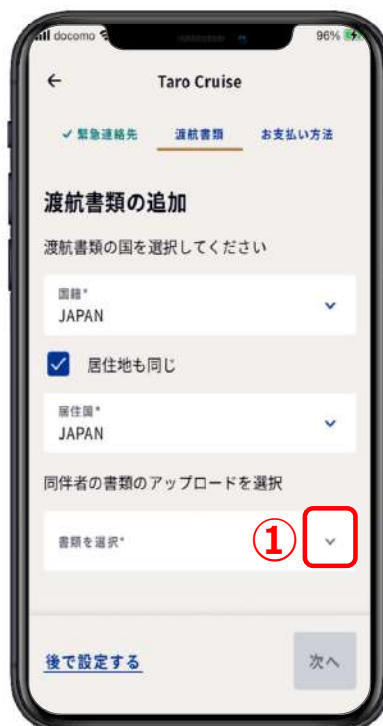 docomo 96%
← Taro Cruise
✓ 緊急連絡先 渡航書類 お支払い方法
渡航書類の追加
渡航書類の国を選択してください
国籍*
JAPAN
居住地も同じ
居住国*
JAPAN
同伴者の書類のアップロードを選択
書類を選択*
①
後で設定する 次へ